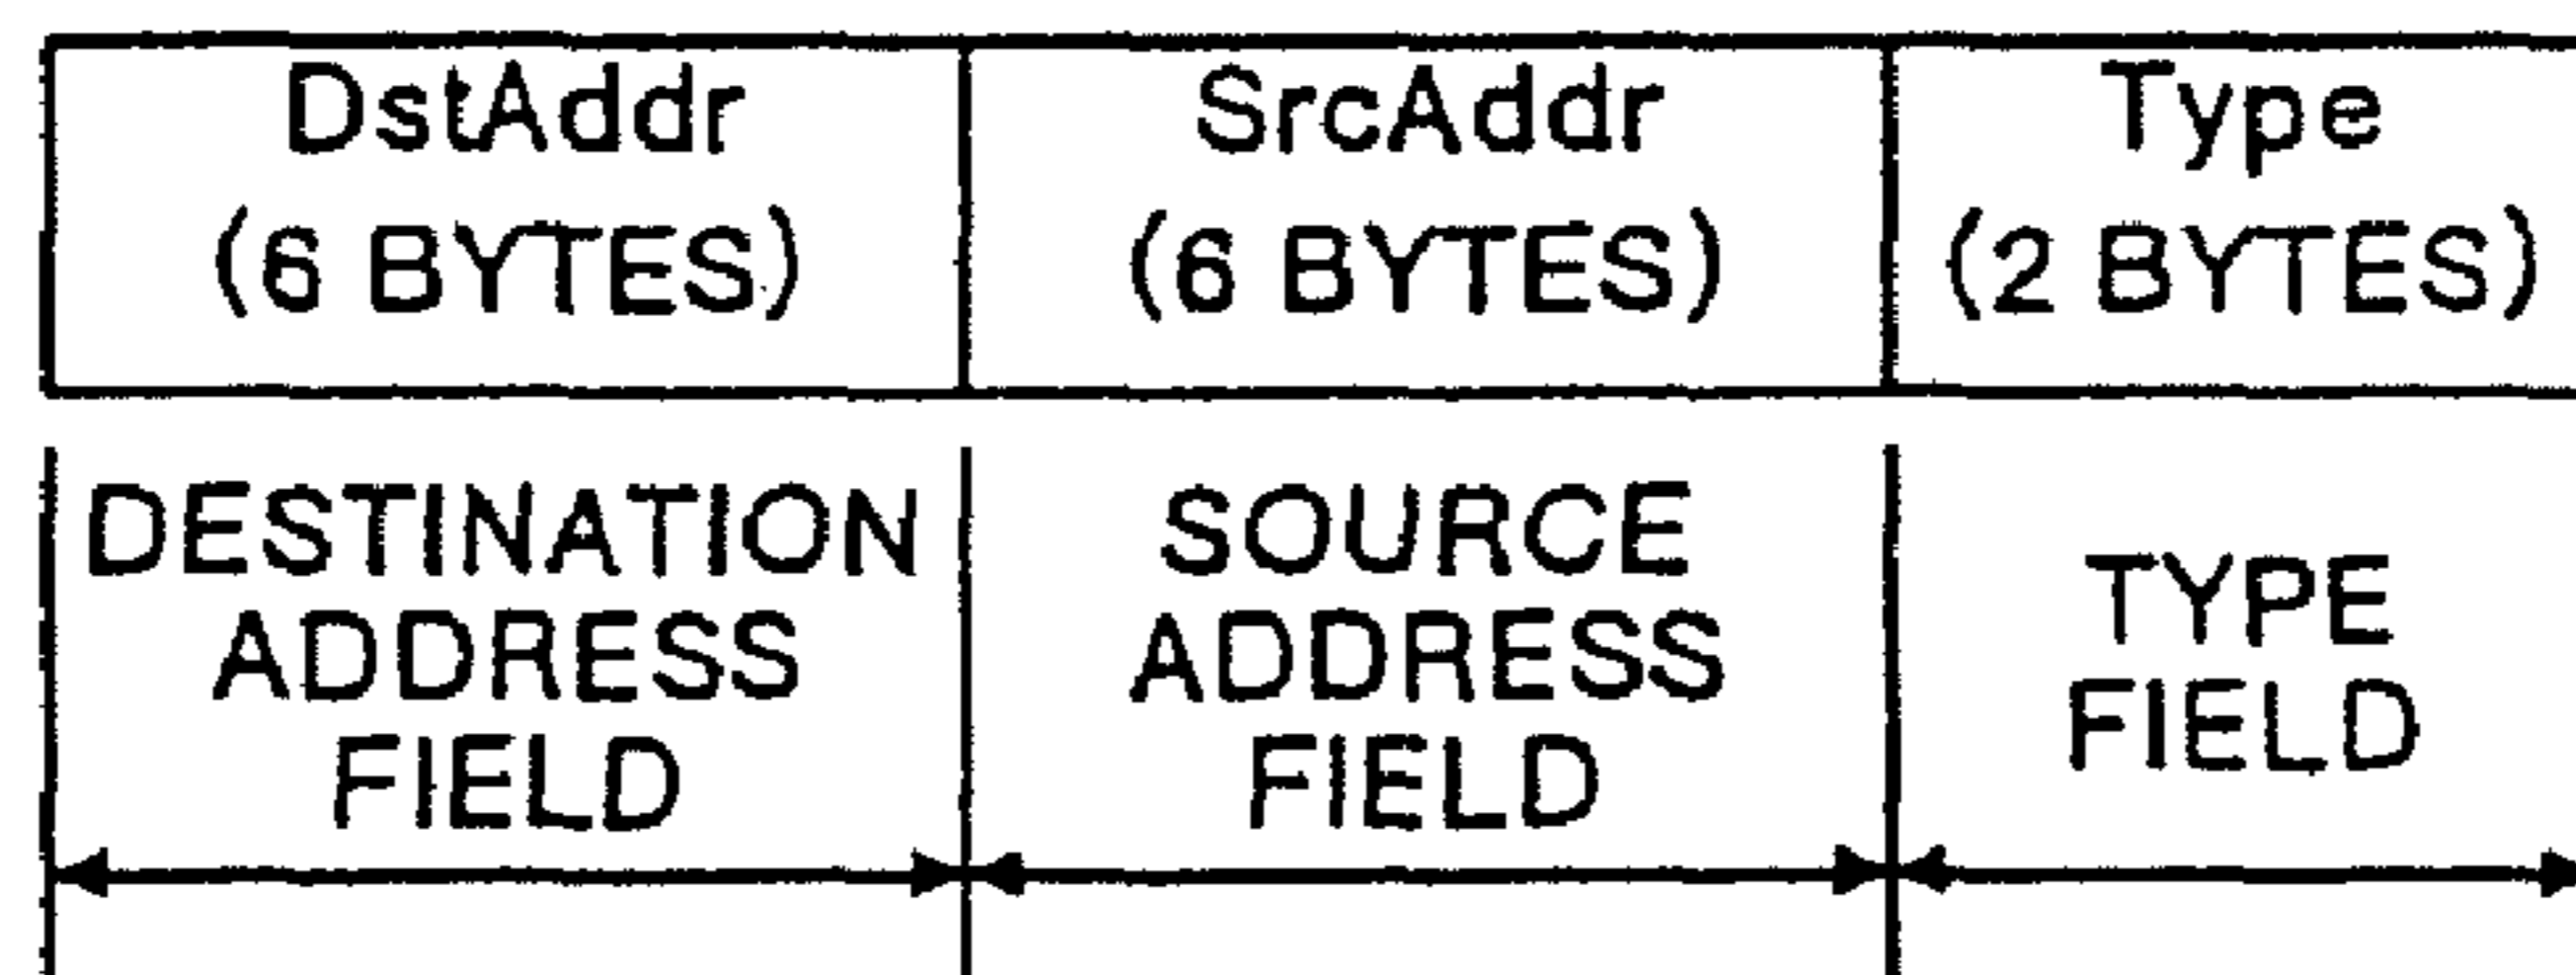 DstAddr
(6 BYTES)
SrcAddr
(6 BYTES)
Type
(2 BYTES)
DESTINATION
ADDRESS
FIELD
SOURCE
ADDRESS
FIELD
TYPE
FIELD